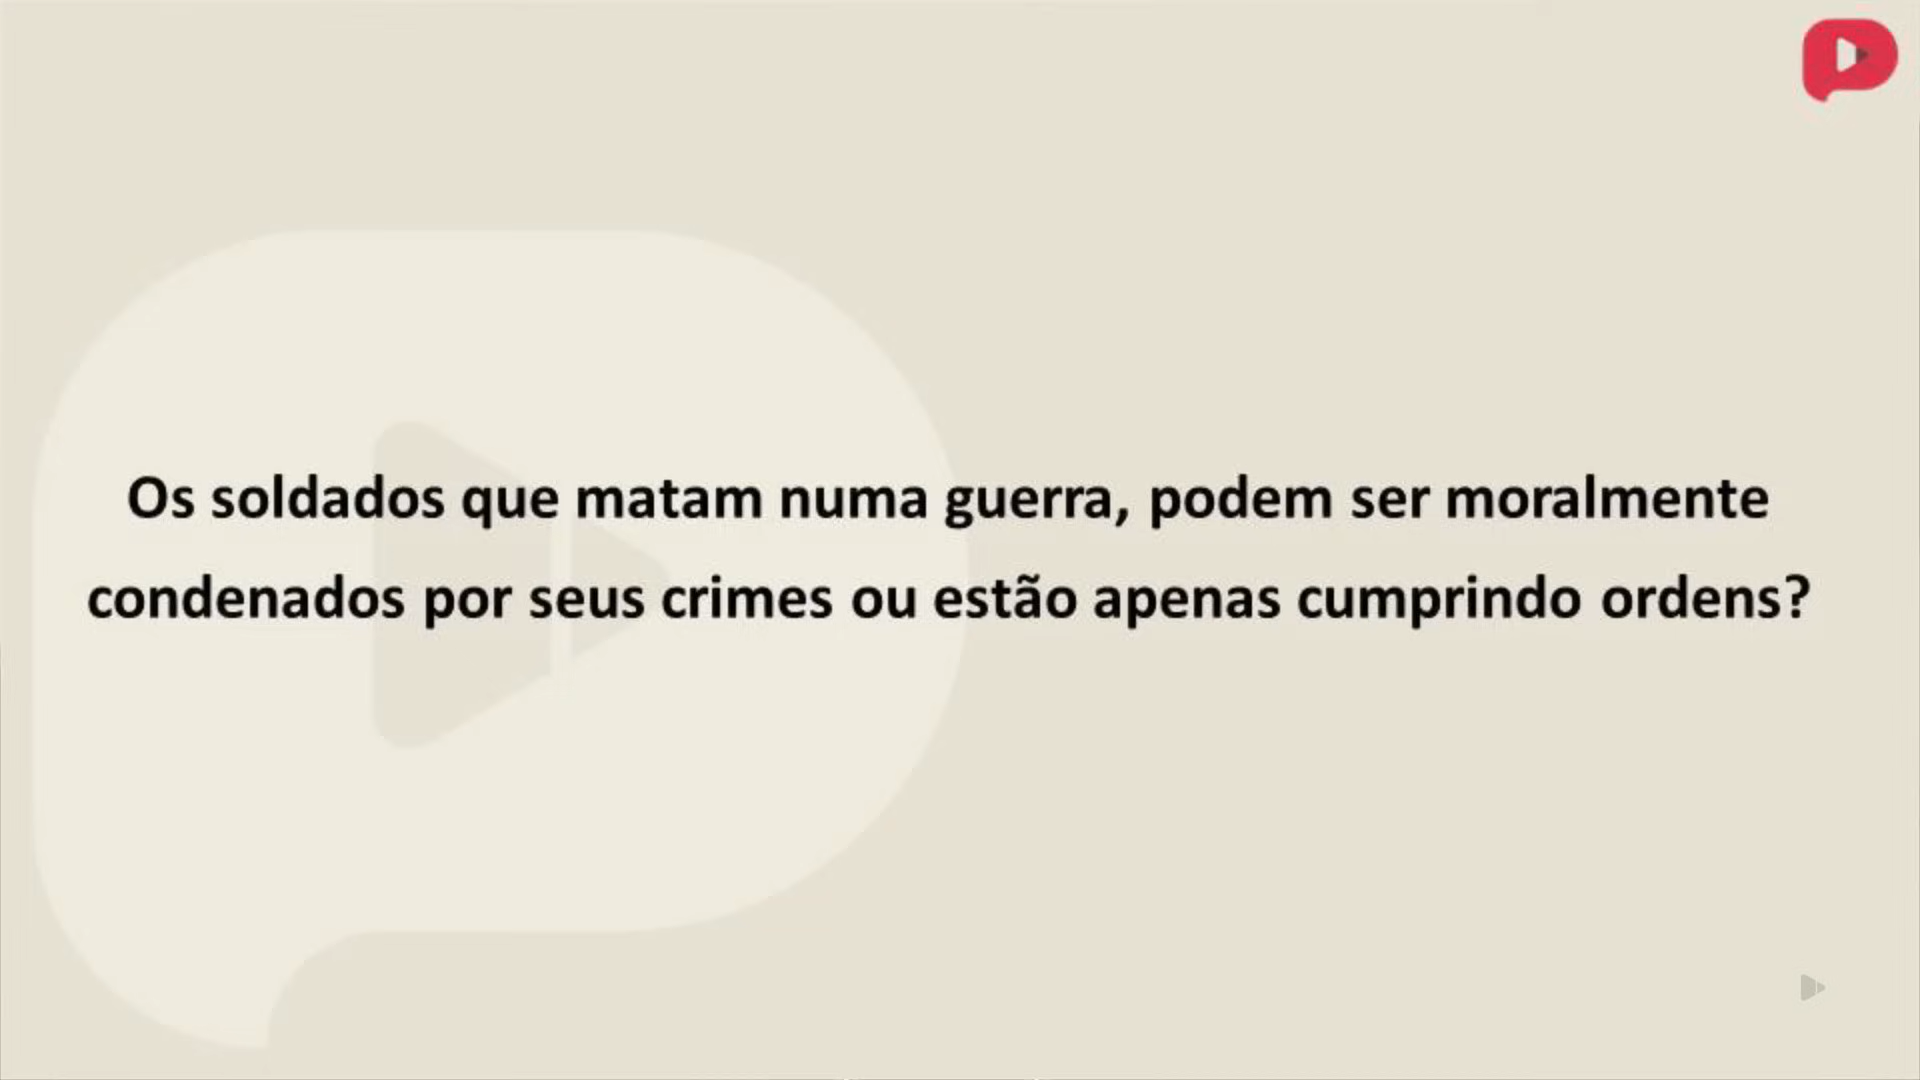 Os soldados que matam numa guerra, podem ser moralmente
condenados por seus crimes ou estão apenas cumprindo ordens?